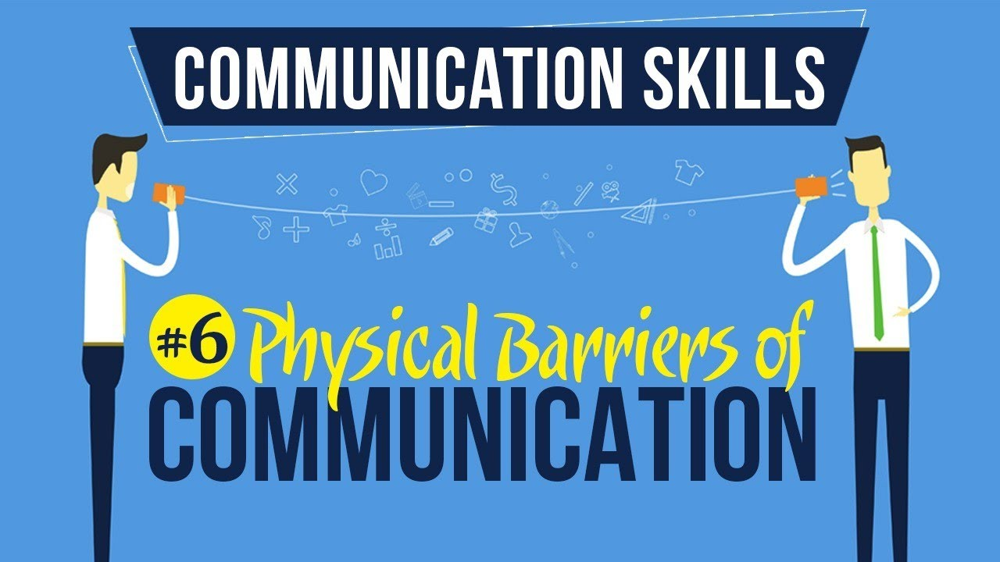 COMMUNICATION SKILLS
#6 Physical Barriers of
COMMUNICATION